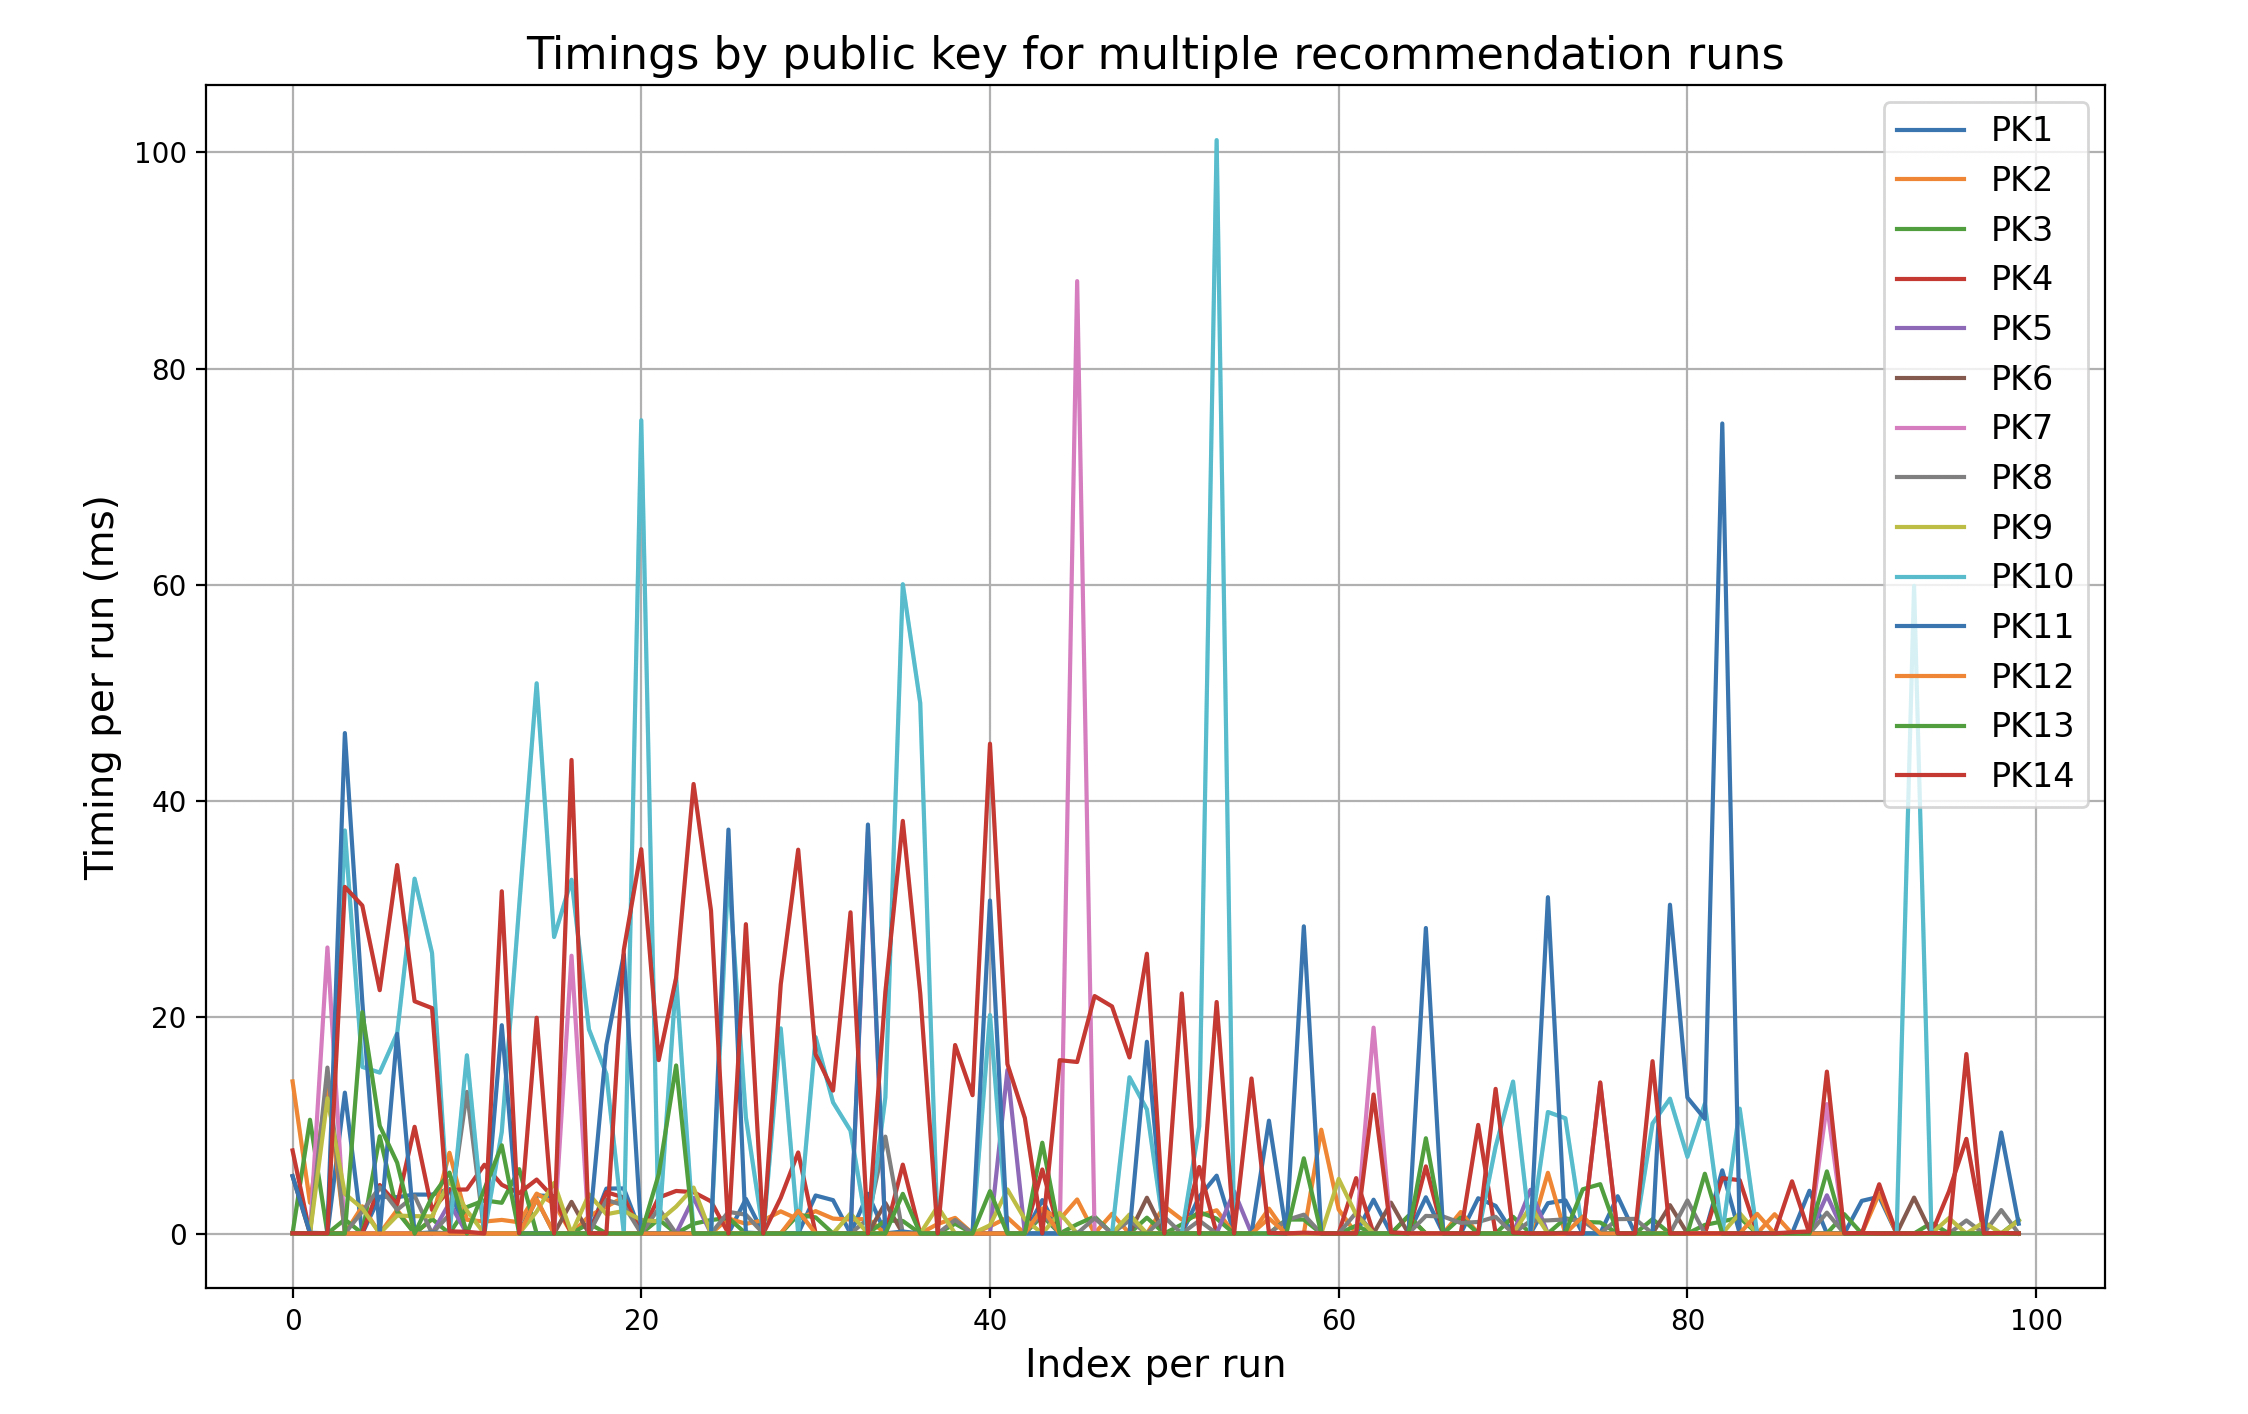 Timings by public key for multiple recommendation runs
Timing per run (ms)
100
80
60
40
20
0
PK1
PK2
PK3
PK4
PK5
PK6
PK7
PK8
PK9
PK10
PK11
PK12
PK13
PK14
0 20 40 60 80 100
Index per run